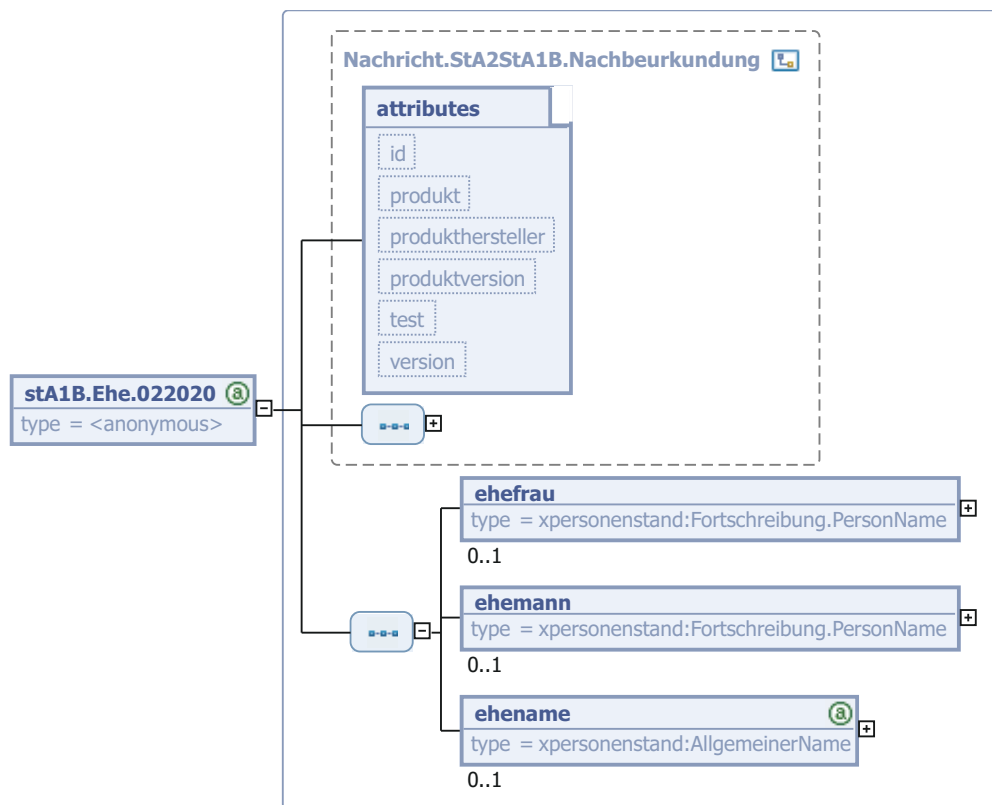 Nachricht.StA2StA1B.Nachbeurkundung
attributes
id
produkt
produkthersteller
produktversion
test
version
stA1B.Ehe.022020
type = <anonymous>
ehefrau
type = xpersonenstand:Fortschreibung.PersonName
0..1
ehemann
type = xpersonenstand:Fortschreibung.PersonName
0..1
ehename
type = xpersonenstand:AllgemeinerName
0..1